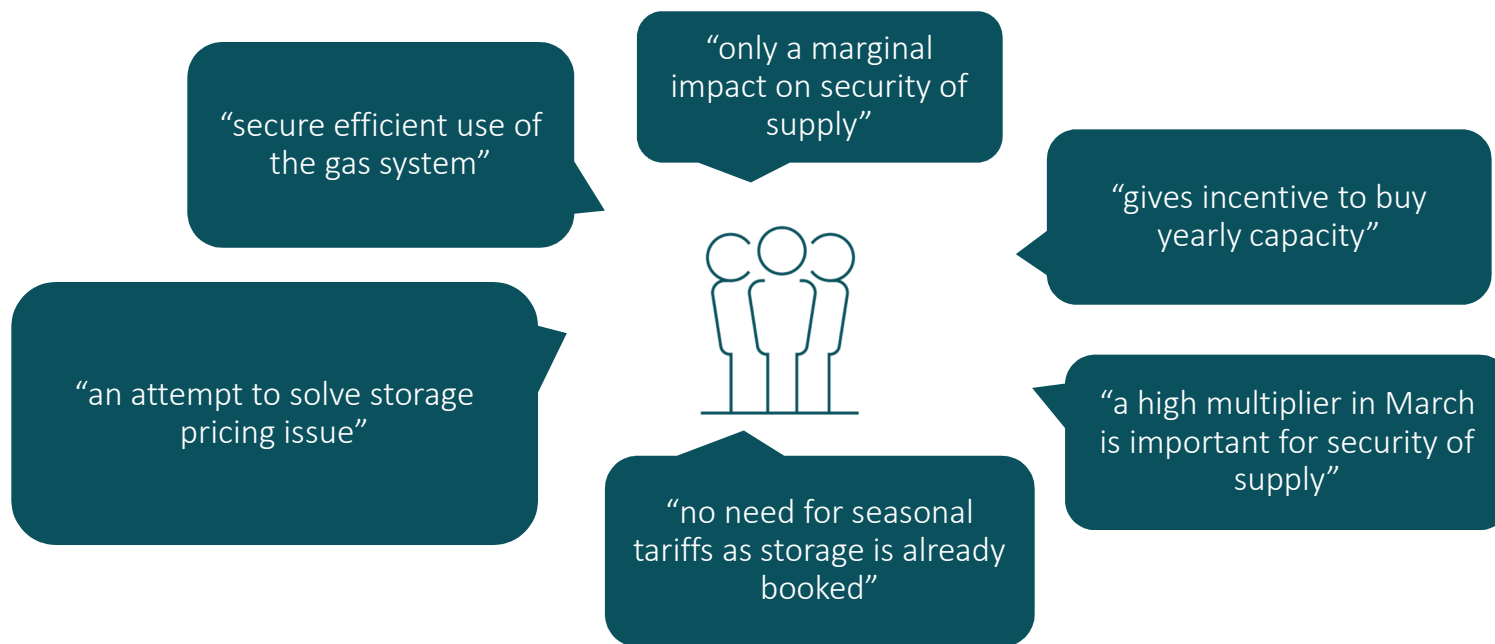 “only a marginal
impact on security of
supply”
“secure efficient use of
the gas system”
“gives incentive to buy
yearly capacity”
“an attempt to solve storage
pricing issue”
“a high multiplier in March
is important for security of
supply”
“no need for seasonal
tariffs as storage is already
booked”